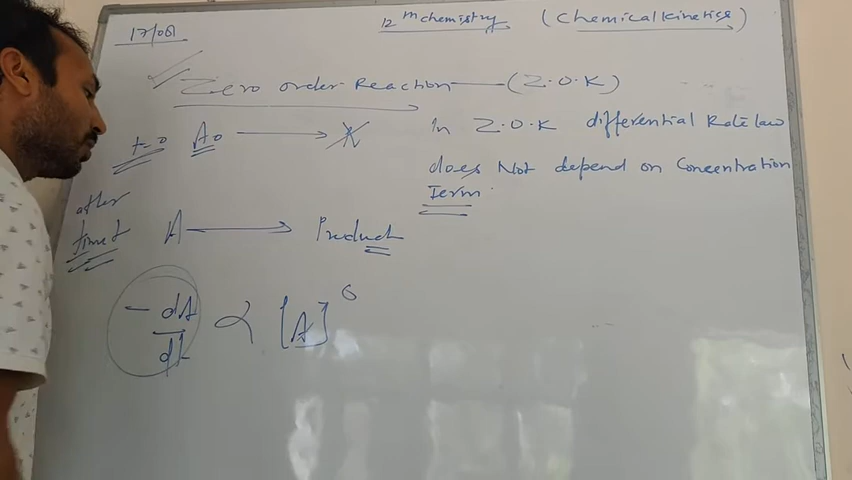 17/06
12th chemistry (Chemical kinetics)
Zero order Reaction — (Z.O.K)
t=0 A₀ ⟶ X
In Z.O.K differential Rate law
does Not depend on Concentration
Term.
after
time t A ⟶ Product
- dA/dt ∝ [A]⁰